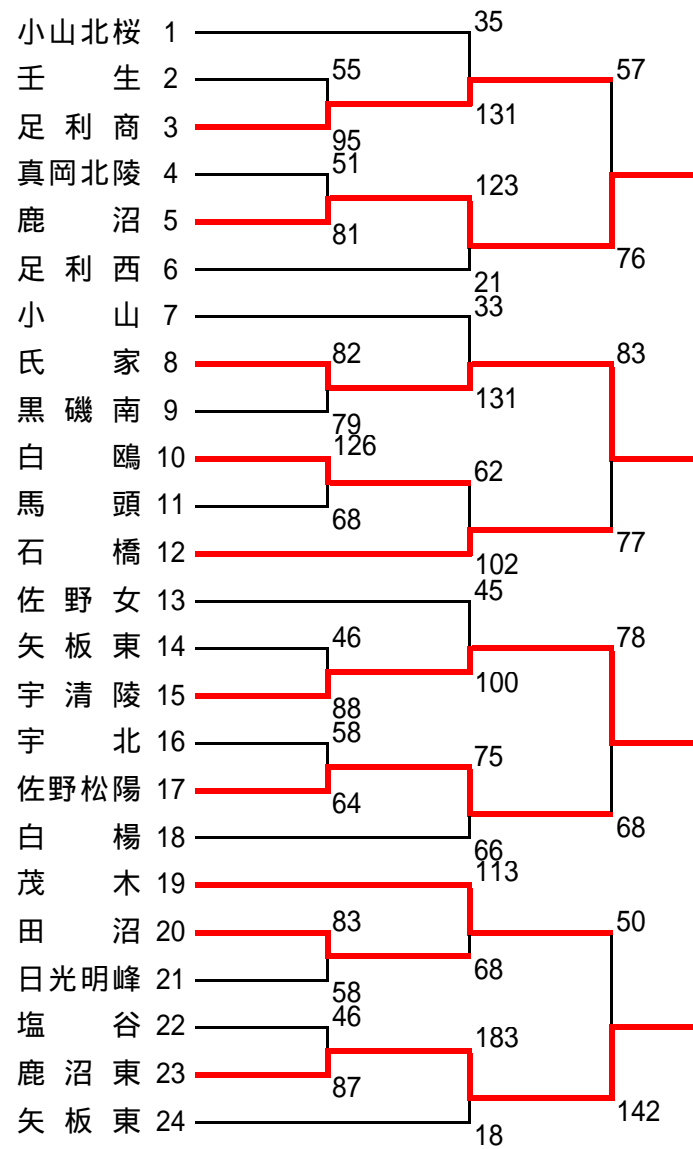 小山北桜 1
35
壬生 2
55
57
足利商 3
95
131
真岡北陵 4
51
123
鹿沼 5
81
76
足利西 6
21
小山 7
33
氏家 8
82
83
黒磯南 9
79
131
白鴎 10
126
62
馬頭 11
68
77
石橋 12
102
佐野女 13
45
矢板東 14
46
78
宇清陵 15
88
100
宇北 16
58
75
佐野松陽 17
64
68
白楊 18
66
茂木 19
113
田沼 20
83
50
日光明峰 21
58
68
塩谷 22
46
183
鹿沼東 23
87
142
矢板東 24
18